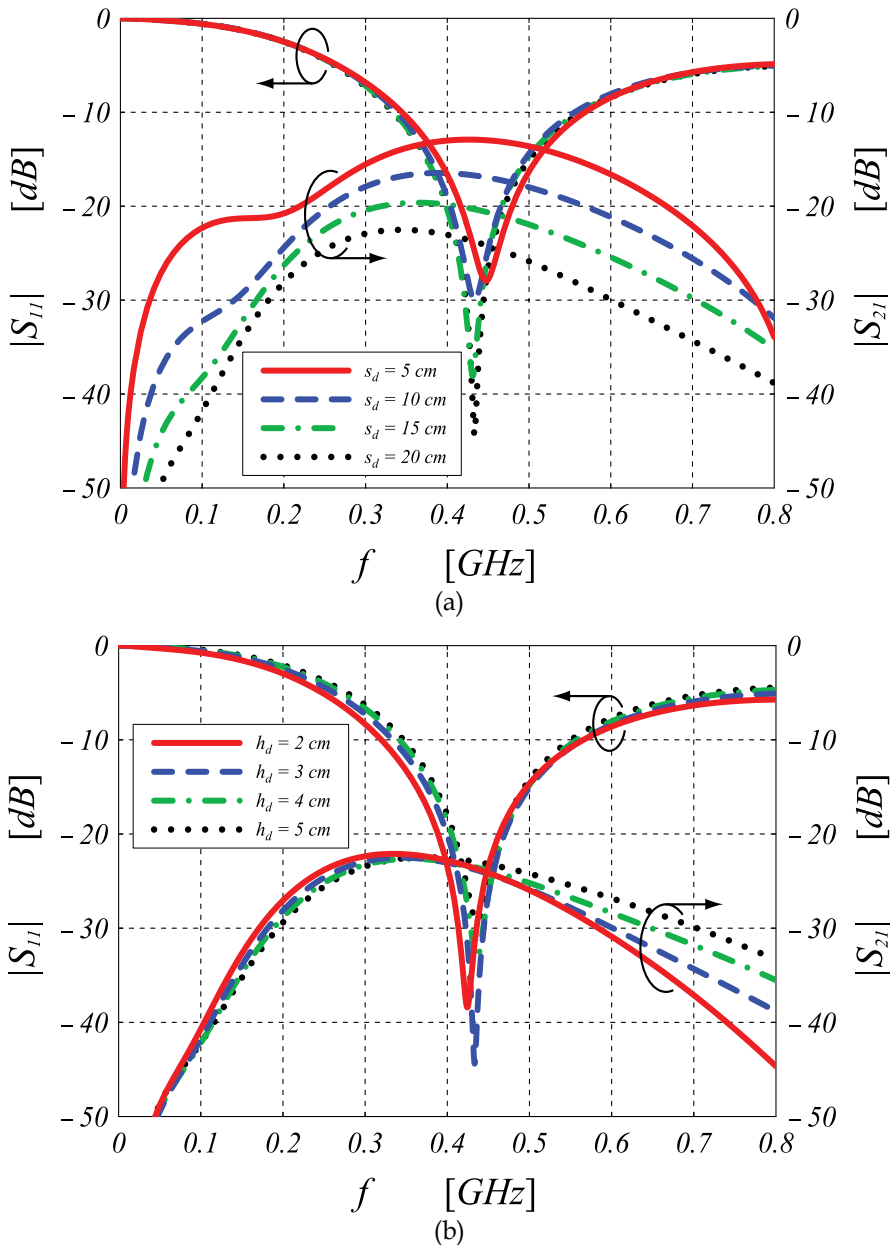 0
−10
−20
−30
−40
−50
|S11| [dB]
0
−10
−20
−30
−40
−50
|S21| [dB]
sd = 5 cm
sd = 10 cm
sd = 15 cm
sd = 20 cm
0 0.1 0.2 0.3 0.4 0.5 0.6 0.7 0.8
f [GHz]
(a)
0
−10
−20
−30
−40
−50
|S11| [dB]
0
−10
−20
−30
−40
−50
|S21| [dB]
hd = 2 cm
hd = 3 cm
hd = 4 cm
hd = 5 cm
0 0.1 0.2 0.3 0.4 0.5 0.6 0.7 0.8
f [GHz]
(b)